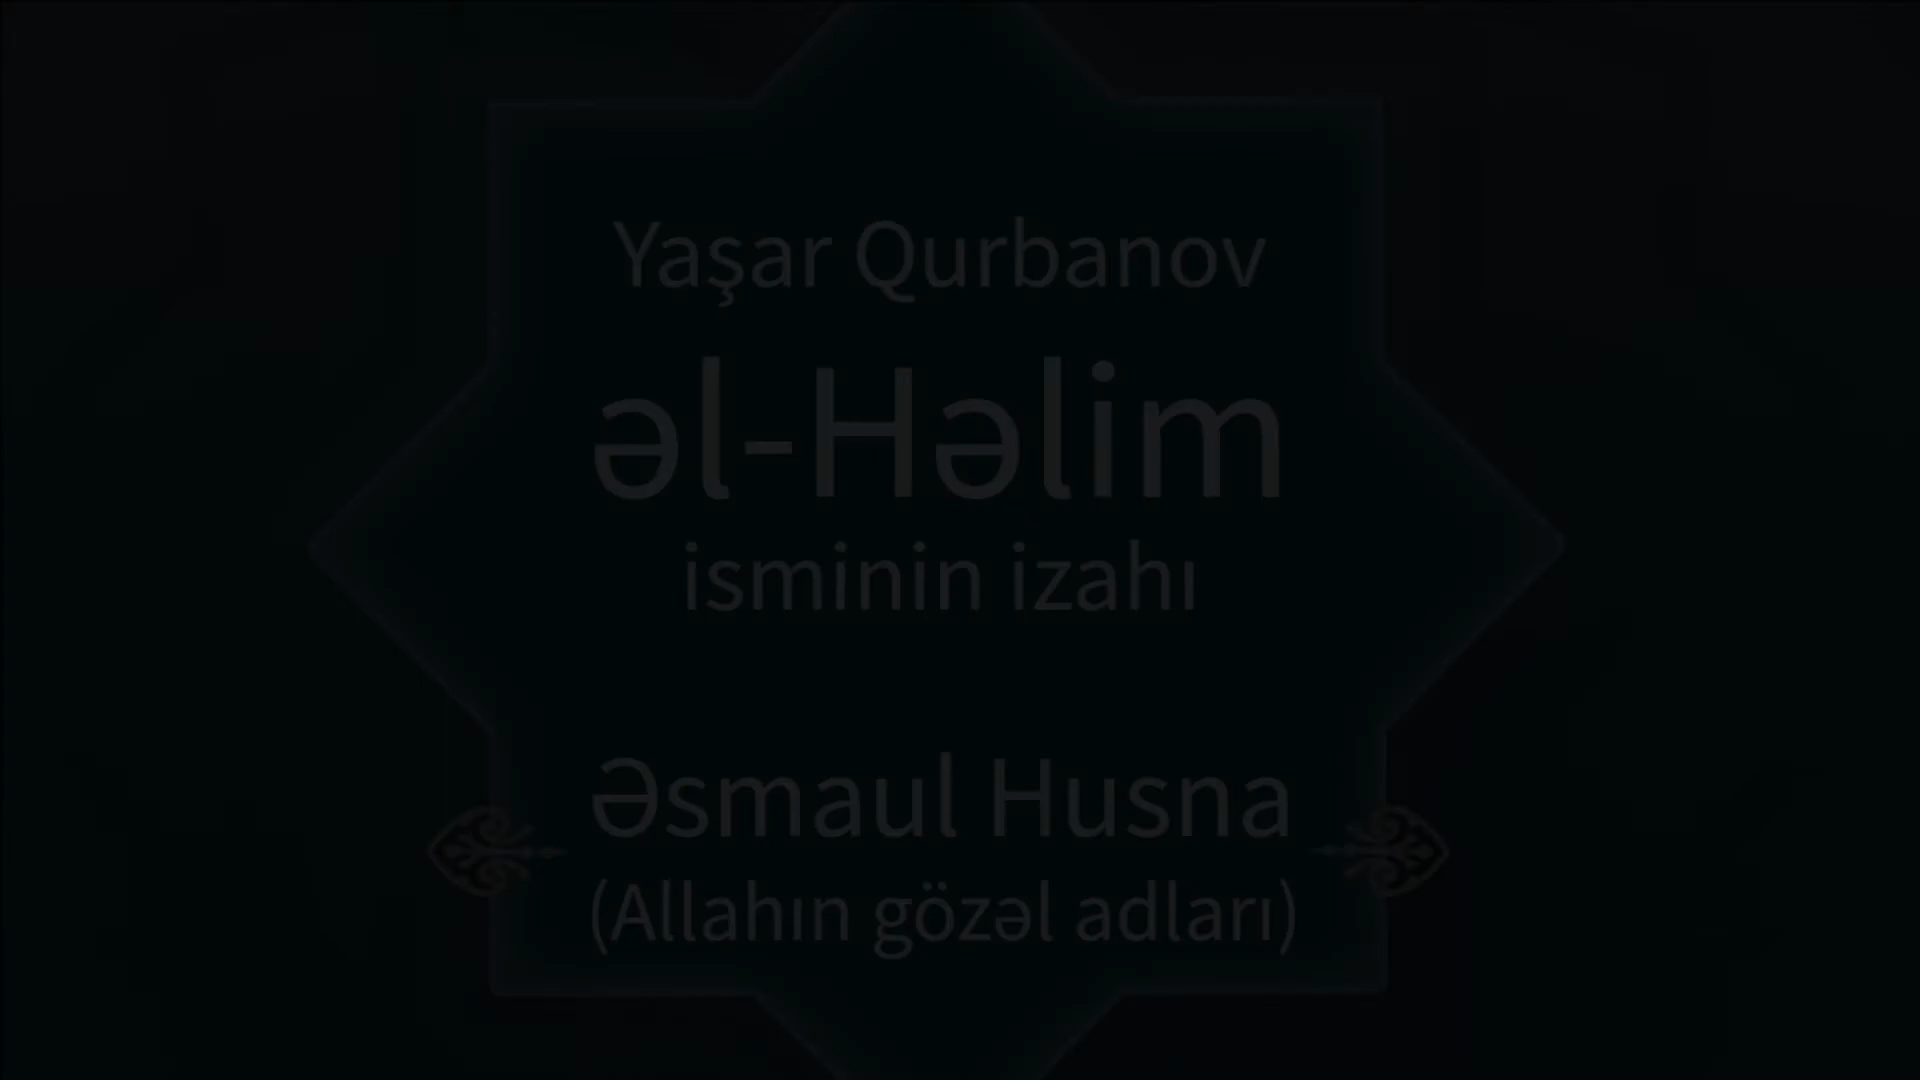 Yaşar Qurbanov
əl-Həlim
isminin izahı
Əsmaul Husna
(Allahın gözəl adları)